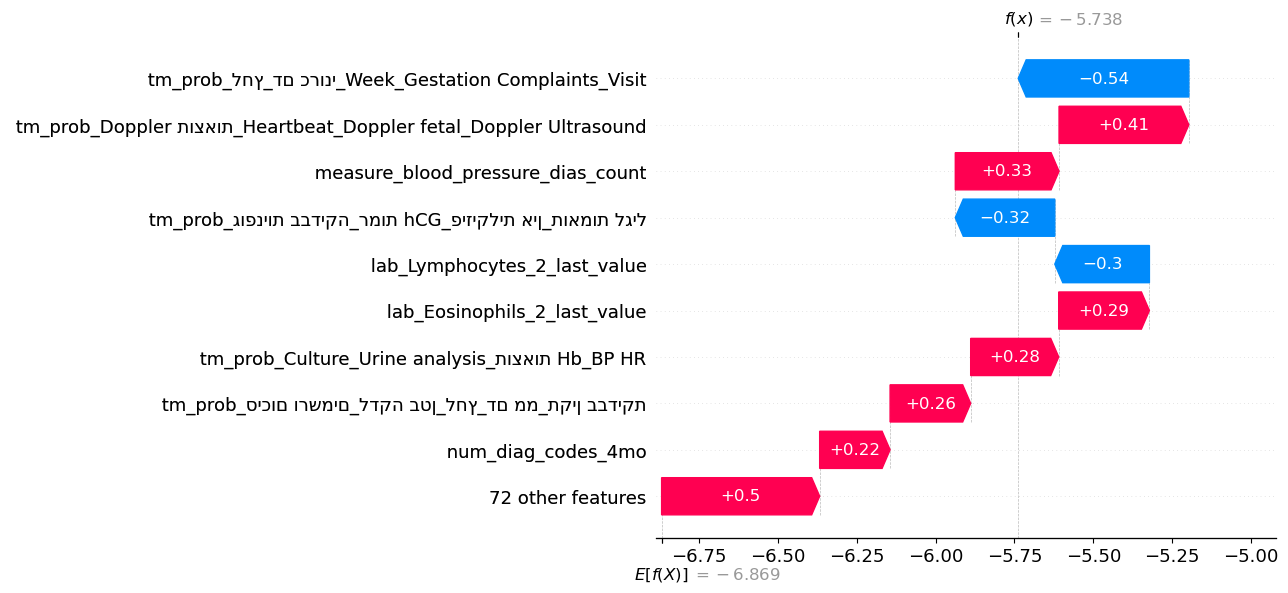 f(x) = −5.738
tm_prob_לחץ_דם כרוני_Week_Gestation Complaints_Visit
−0.54
tm_prob_Doppler תוצאות_Heartbeat_Doppler fetal_Doppler Ultrasound
+0.41
measure_blood_pressure_dias_count
+0.33
tm_prob_גופניות בבדיקה_רמות hCG_פיזיקלית אין_תואמות לגיל
−0.32
lab_Lymphocytes_2_last_value
−0.3
lab_Eosinophils_2_last_value
+0.29
tm_prob_Culture_Urine analysis_תוצאות Hb_BP HR
+0.28
tm_prob_סיכום ורשמים_לדקה בטן_לחץ_דם ממ_תקין בבדיקת
+0.26
num_diag_codes_4mo
+0.22
72 other features
+0.5
−6.75 −6.50 −6.25 −6.00 −5.75 −5.50 −5.25 −5.00
E[f(X)] = −6.869